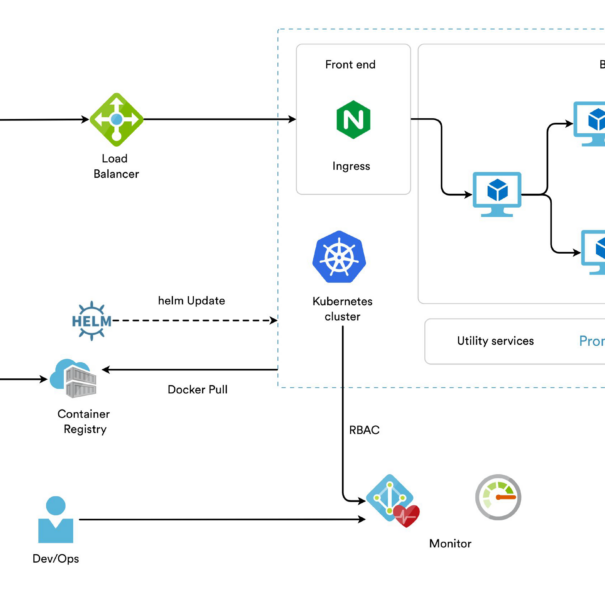 Front end
B
Load
Balancer
N
Ingress
Kubernetes
cluster
helm Update
HELM
Utility services
Pro
Docker Pull
Container
Registry
RBAC
Monitor
Dev/Ops